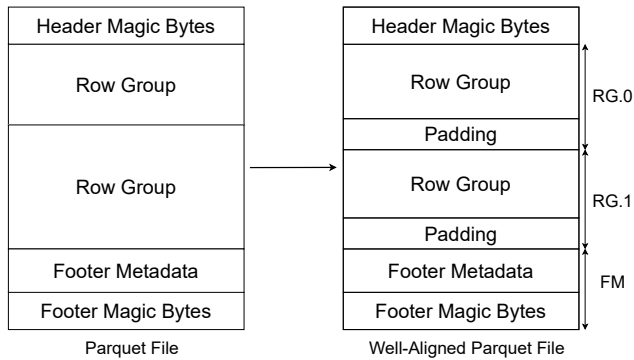 Header Magic Bytes
Row Group
Row Group
Footer Metadata
Footer Magic Bytes
Parquet File
Header Magic Bytes
Row Group
Padding
Row Group
Padding
Footer Metadata
Footer Magic Bytes
RG.0
RG.1
FM
Well-Aligned Parquet File